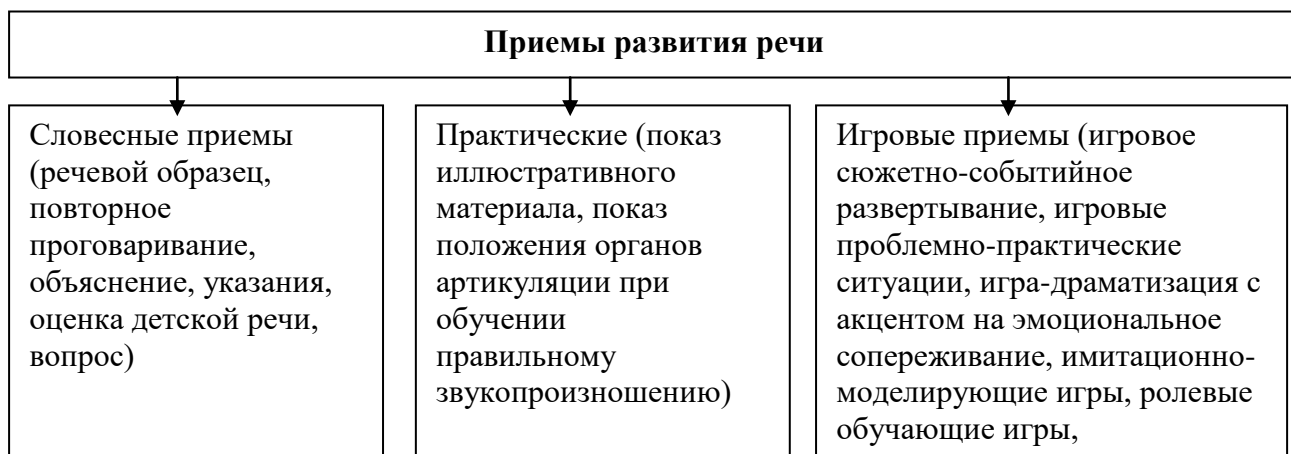 Приемы развития речи
Словесные приемы
(речевой образец,
повторное
проговаривание,
объяснение, указания,
оценка детской речи,
вопрос)
Практические (показ
иллюстративного
материала, показ
положения органов
артикуляции при
обучении
правильному
звукопроизношению)
Игровые приемы (игровое
сюжетно-событийное
развертывание, игровые
проблемно-практические
ситуации, игра-драматизация с
акцентом на эмоциональное
сопереживание, имитационно-
моделирующие игры, ролевые
обучающие игры,